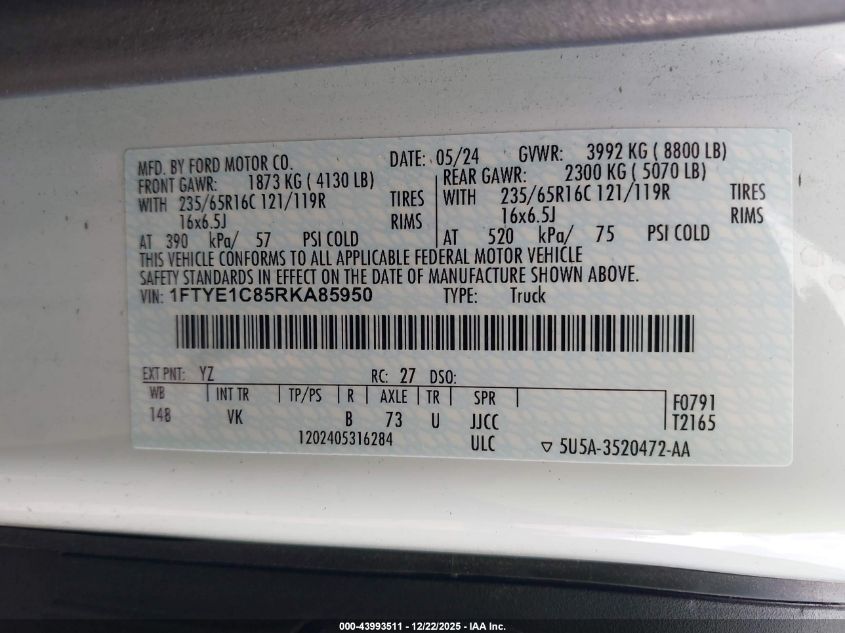 MFD. BY FORD MOTOR CO. DATE: 05/24 GVWR: 3992 KG ( 8800 LB)
FRONT GAWR: 1873 KG ( 4130 LB) REAR GAWR: 2300 KG ( 5070 LB)
WITH 235/65R16C 121/119R TIRES WITH 235/65R16C 121/119R TIRES
16x6.5J RIMS 16x6.5J RIMS
AT 390 kPa/ 57 PSI COLD AT 520 kPa/ 75 PSI COLD
THIS VEHICLE CONFORMS TO ALL APPLICABLE FEDERAL MOTOR VEHICLE
SAFETY STANDARDS IN EFFECT ON THE DATE OF MANUFACTURE SHOWN ABOVE.
VIN: 1FTYE1C85RKA85950 TYPE: Truck
EXT PNT: YZ RC: 27 DSO:
WB INT TR TP/PS R AXLE TR SPR F0791
148 VK B 73 U JJCC T2165
1202405316284 ULC ▽ 5U5A-3520472-AA
000-43993511 - 12/22/2025 - IAA Inc.